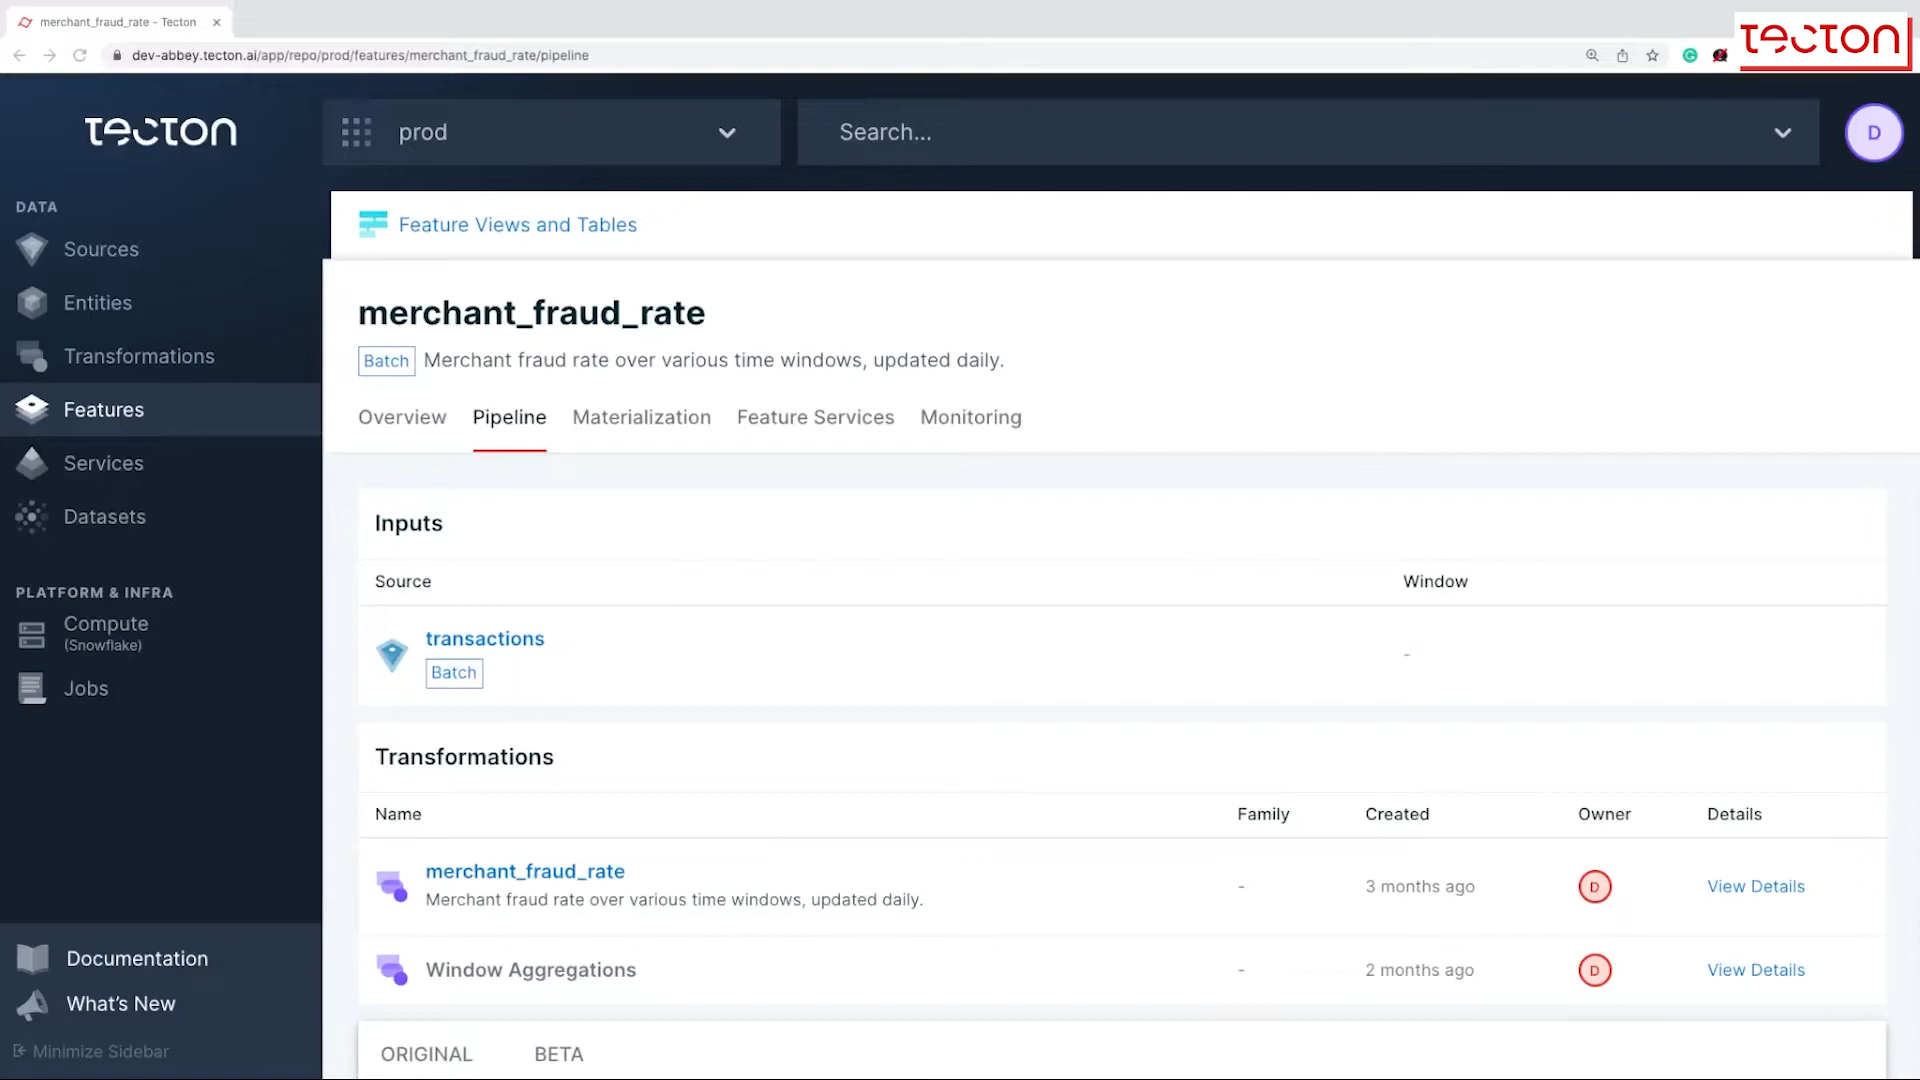 merchant_fraud_rate - Tecton
dev-abbey.tecton.ai/app/repo/prod/features/merchant_fraud_rate/pipeline
tecton
tecton
prod
Search...
D
DATA
Sources
Entities
Transformations
Features
Services
Datasets
PLATFORM & INFRA
Compute
(Snowflake)
Jobs
Documentation
What's New
Minimize Sidebar
Feature Views and Tables
merchant_fraud_rate
Batch Merchant fraud rate over various time windows, updated daily.
Overview Pipeline Materialization Feature Services Monitoring
Inputs
Source Window
transactions
Batch
-
Transformations
Name Family Created Owner Details
merchant_fraud_rate
Merchant fraud rate over various time windows, updated daily.
- 3 months ago D View Details
Window Aggregations - 2 months ago D View Details
ORIGINAL BETA